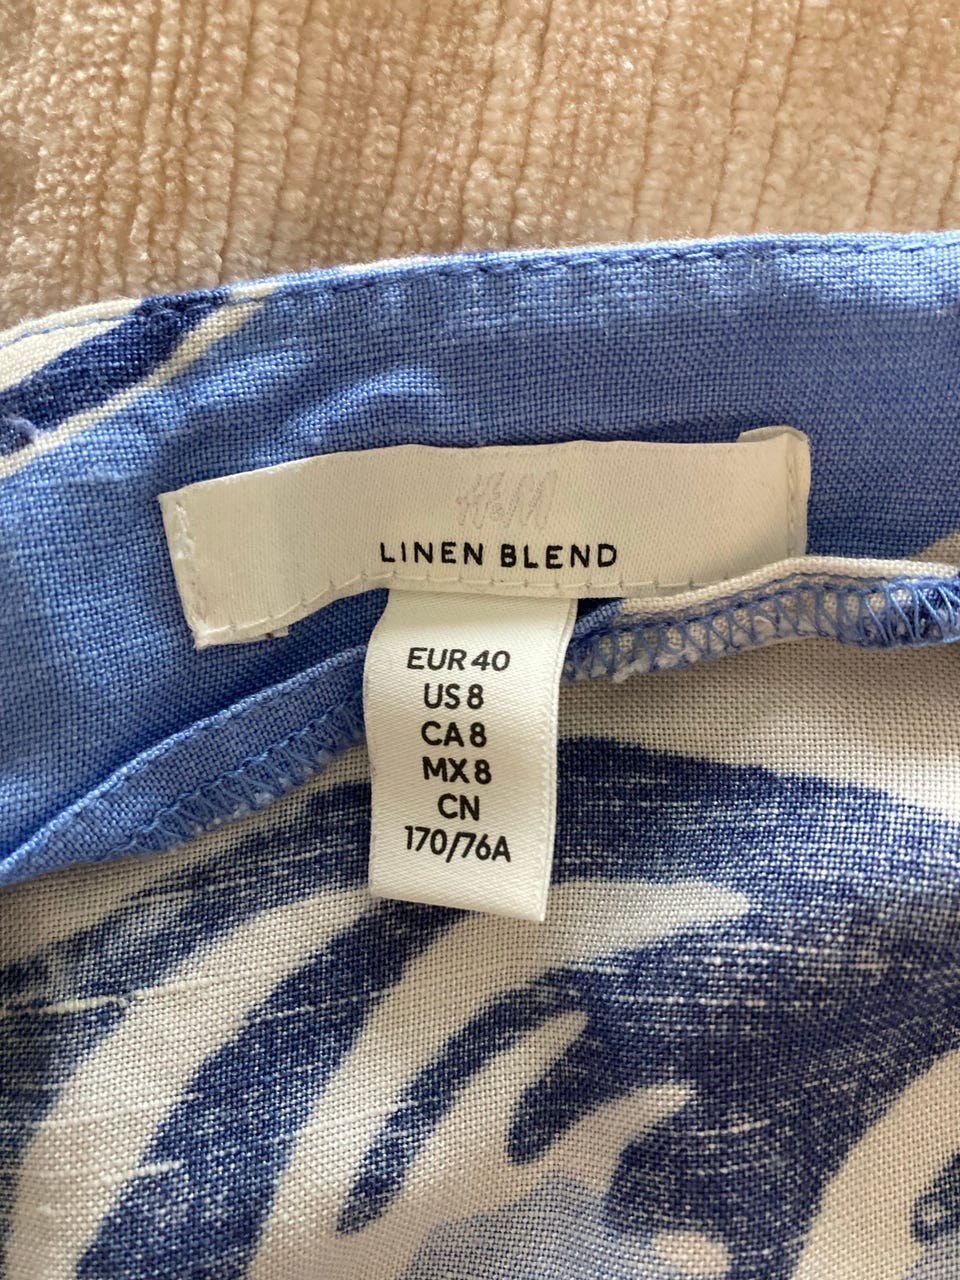 H&M
LINEN BLEND
EUR 40
US 8
CA 8
MX 8
CN
170/76A